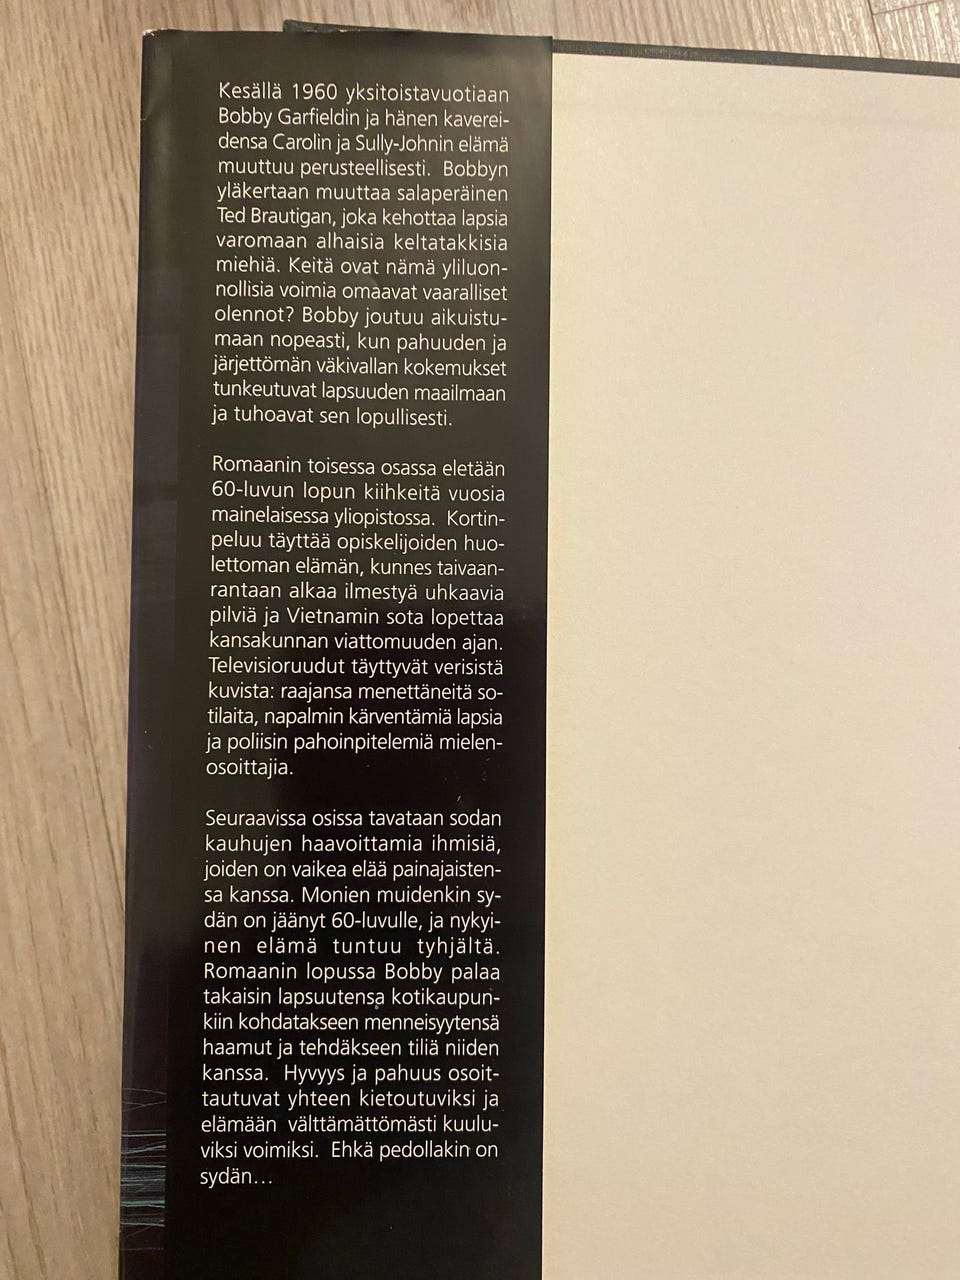 Kesällä 1960 yksitoistavuotiaan
Bobby Garfieldin ja hänen kaverei-
densa Carolin ja Sully-Johnin elämä
muuttuu perusteellisesti. Bobbyn
yläkertaan muuttaa salaperäinen
Ted Brautigan, joka kehottaa lapsia
varomaan alhaisia keltatakkisia
miehiä. Keitä ovat nämä yliluon-
nollisia voimia omaavat vaaralliset
olennot? Bobby joutuu aikuistu-
maan nopeasti, kun pahuuden ja
järjettömän väkivallan kokemukset
tunkeutuvat lapsuuden maailmaan
ja tuhoavat sen lopullisesti.
Romaanin toisessa osassa eletään
60-luvun lopun kiihkeitä vuosia
mainelaisessa yliopistossa. Kortin-
peluu täyttää opiskelijoiden huo-
lettoman elämän, kunnes taivaan-
rantaan alkaa ilmestyä uhkaavia
pilviä ja Vietnamin sota lopettaa
kansakunnan viattomuuden ajan.
Televisioruudut täyttyvät verisistä
kuvista: raajansa menettäneitä so-
tilaita, napalmin kärventämiä lapsia
ja poliisin pahoinpitelemiä mielen-
osoittajia.
Seuraavissa osissa tavataan sodan
kauhujen haavoittamia ihmisiä,
joiden on vaikea elää painajaisten-
sa kanssa. Monien muidenkin sy-
dän on jäänyt 60-luvulle, ja nykyi-
nen elämä tuntuu tyhjältä.
Romaanin lopussa Bobby palaa
takaisin lapsuutensa kotikaupun-
kiin kohdatakseen menneisyytensä
haamut ja tehdäkseen tiliä niiden
kanssa. Hyvyys ja pahuus osoit-
tautuvat yhteen kietoutuviksi ja
elämään välttämättömästi kuulu-
viksi voimiksi. Ehkä pedollakin on
sydän...